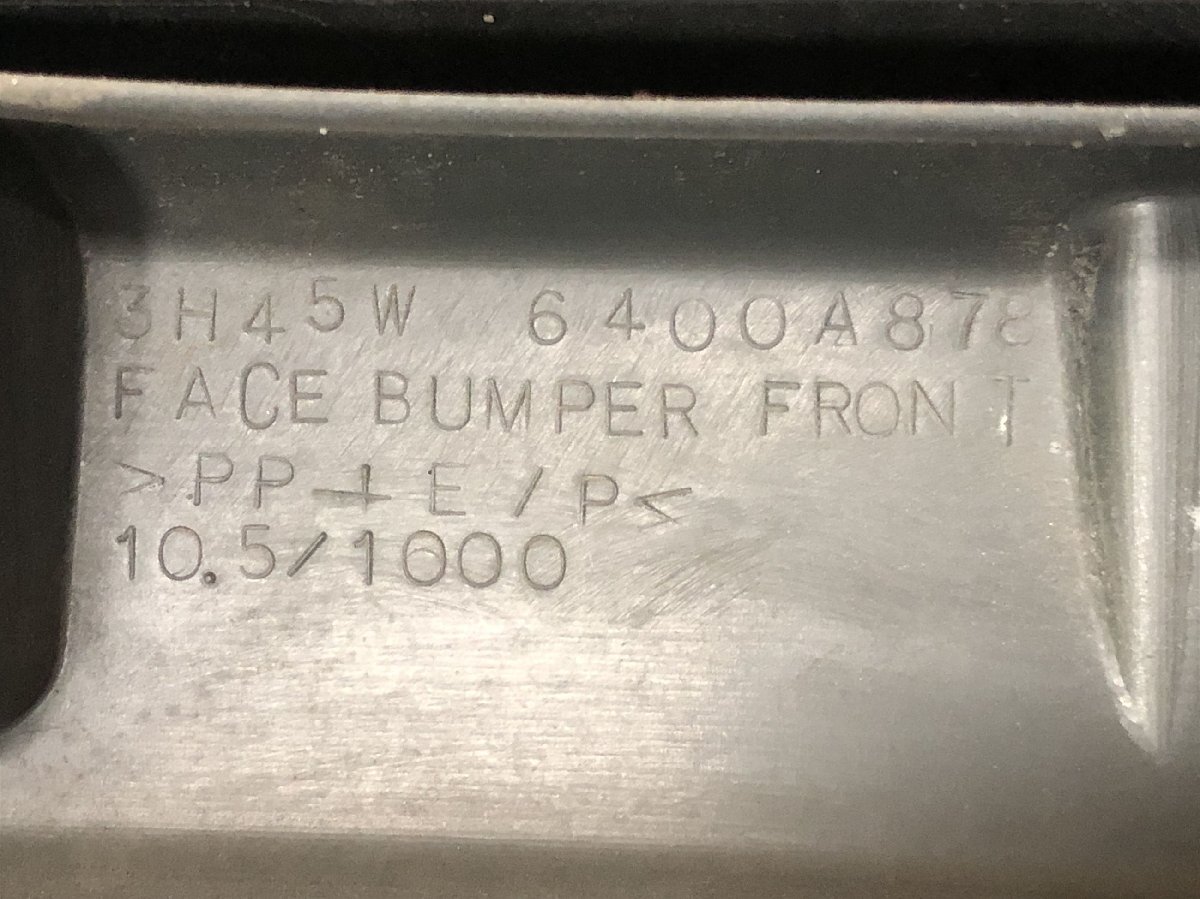 3H45W 6400A878
FACE BUMPER FRONT
>PP+E/P<
10.5/1000